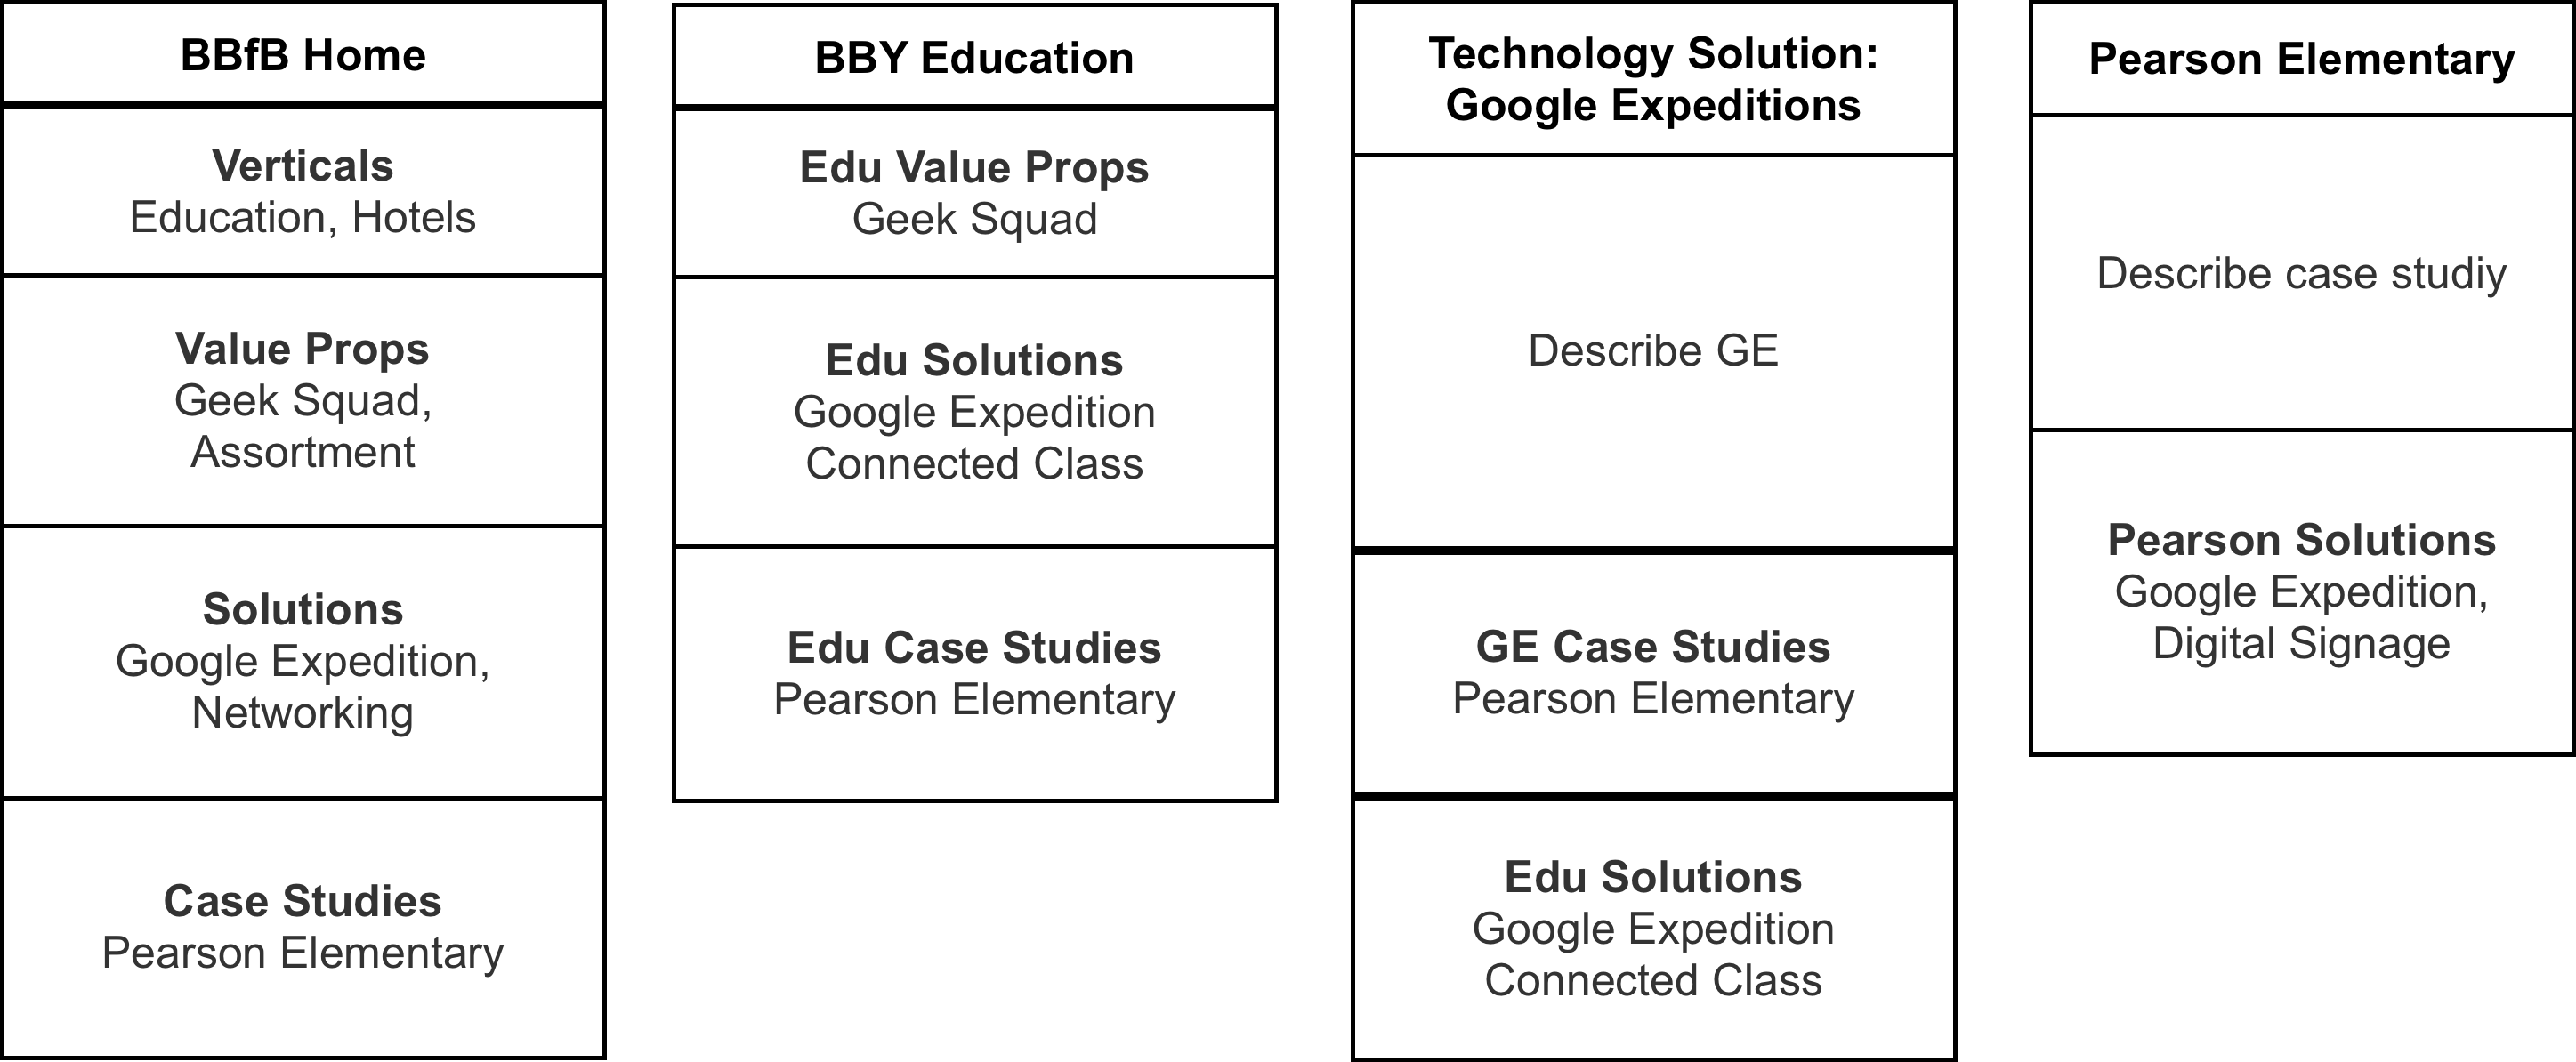 BBfB Home
Verticals
Education, Hotels
Value Props
Geek Squad,
Assortment
Solutions
Google Expedition,
Networking
Case Studies
Pearson Elementary
BBY Education
Edu Value Props
Geek Squad
Edu Solutions
Google Expedition
Connected Class
Edu Case Studies
Pearson Elementary
Technology Solution:
Google Expeditions
Describe GE
GE Case Studies
Pearson Elementary
Edu Solutions
Google Expedition
Connected Class
Pearson Elementary
Describe case studiy
Pearson Solutions
Google Expedition,
Digital Signage